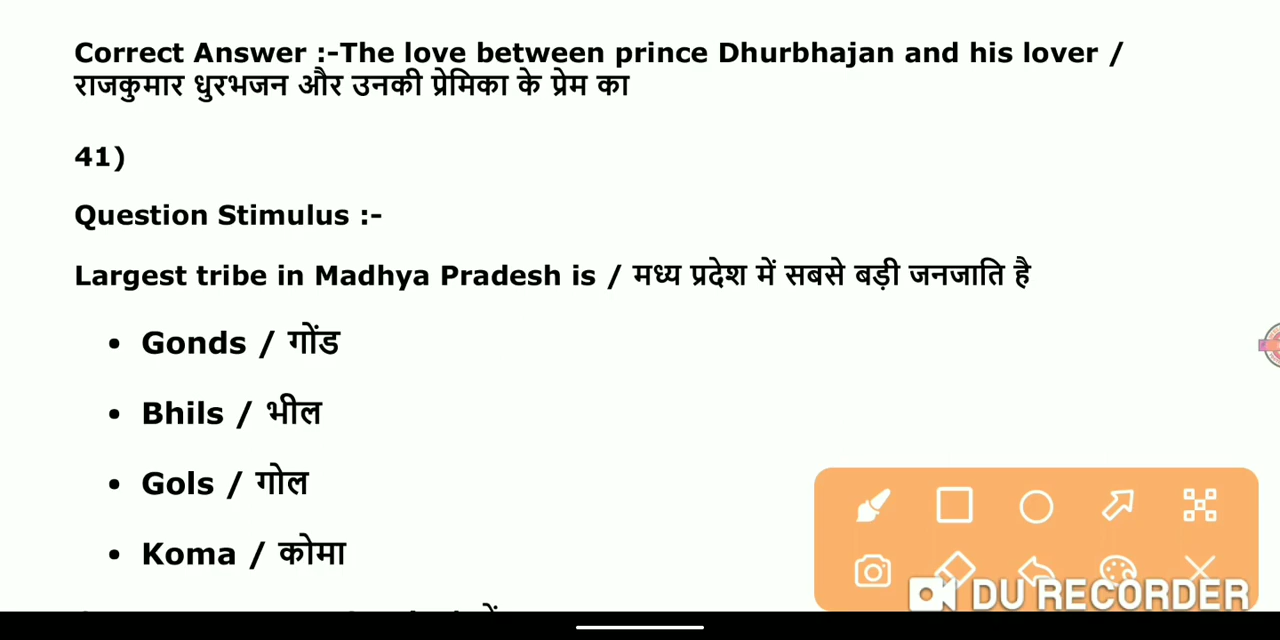 Correct Answer :-The love between prince Dhurbhajan and his lover /
राजकुमार धुरभजन और उनकी प्रेमिका के प्रेम का
41)
Question Stimulus :-
Largest tribe in Madhya Pradesh is / मध्य प्रदेश में सबसे बड़ी जनजाति है
• Gonds / गोंड
• Bhils / भील
• Gols / गोल
• Koma / कोमा
DU RECORDER